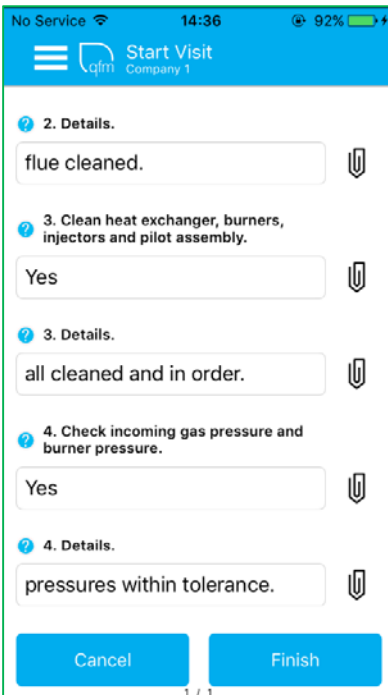 No Service 14:36 92%
qfm Start Visit
Company 1
? 2. Details.
flue cleaned.
? 3. Clean heat exchanger, burners,
injectors and pilot assembly.
Yes
? 3. Details.
all cleaned and in order.
? 4. Check incoming gas pressure and
burner pressure.
Yes
? 4. Details.
pressures within tolerance.
Cancel Finish
1 / 1